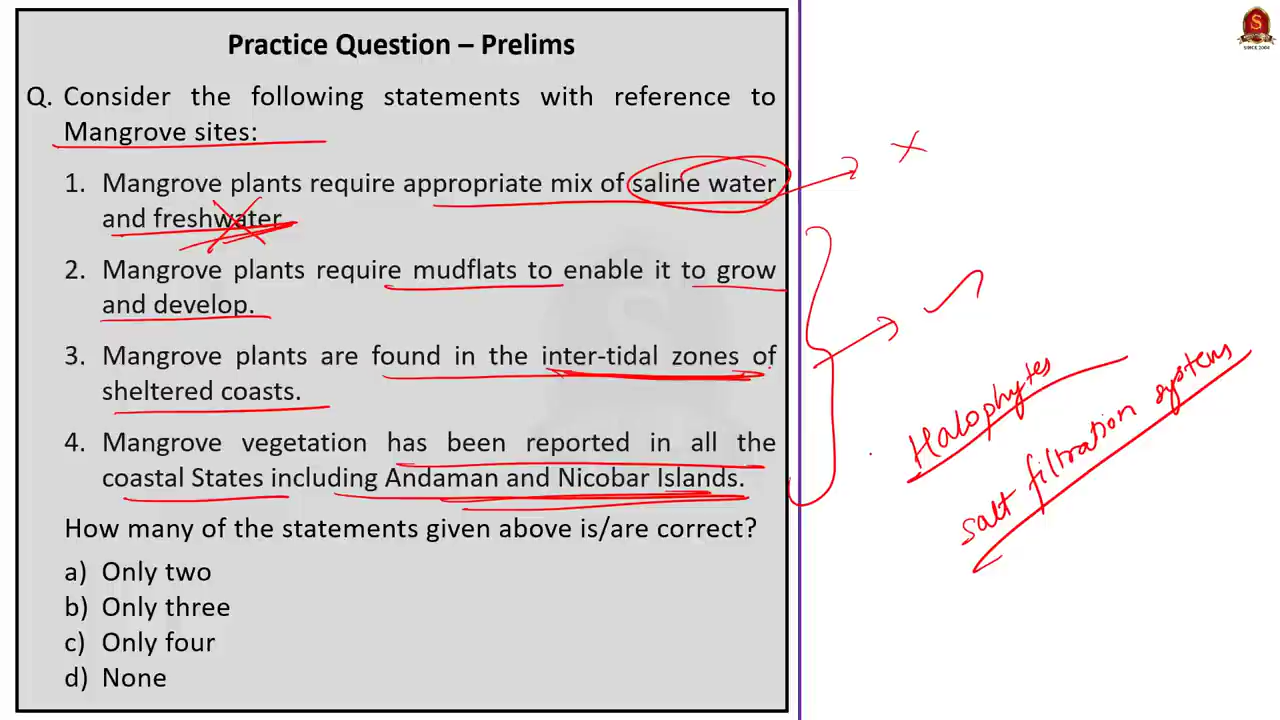 Practice Question – Prelims
Q. Consider the following statements with reference to
Mangrove sites:
1. Mangrove plants require appropriate mix of saline water
and freshwater.
2. Mangrove plants require mudflats to enable it to grow
and develop.
3. Mangrove plants are found in the inter-tidal zones of
sheltered coasts.
4. Mangrove vegetation has been reported in all the
coastal States including Andaman and Nicobar Islands.
How many of the statements given above is/are correct?
a) Only two
b) Only three
c) Only four
d) None
Halophytes
salt filtration systems
S
SINCE 2004